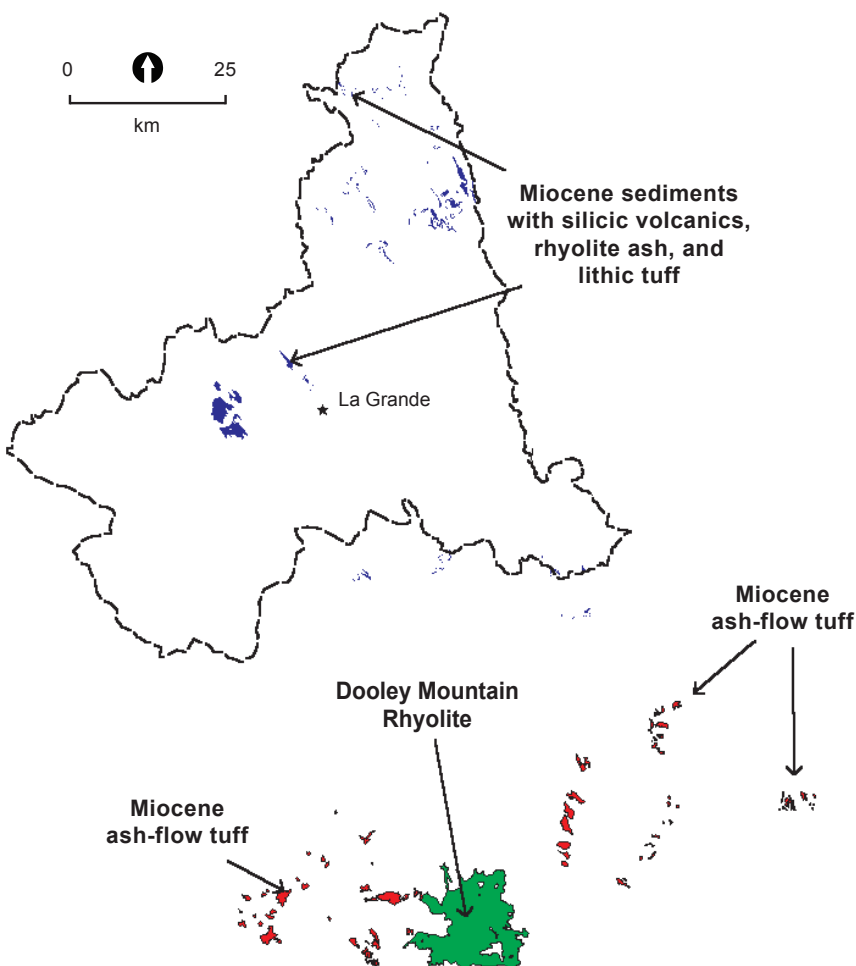 0 25
km
Miocene sediments
with silicic volcanics,
rhyolite ash, and
lithic tuff
La Grande
Miocene
ash-flow tuff
Dooley Mountain
Rhyolite
Miocene
ash-flow tuff